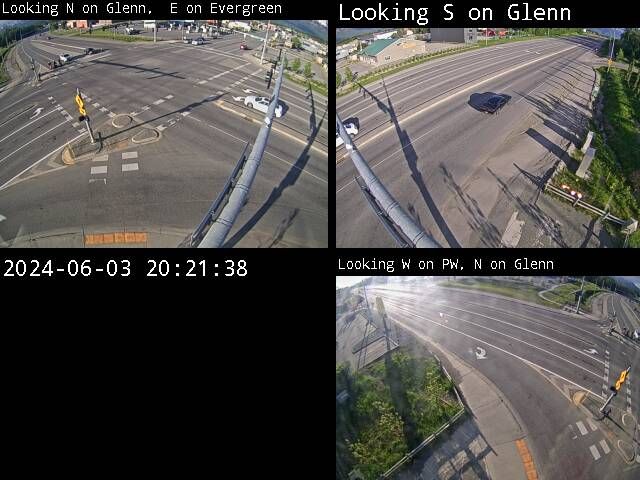 Looking N on Glenn,  E on Evergreen
Looking S on Glenn
2024-06-03 20:21:38
Looking W on PW, N on Glenn